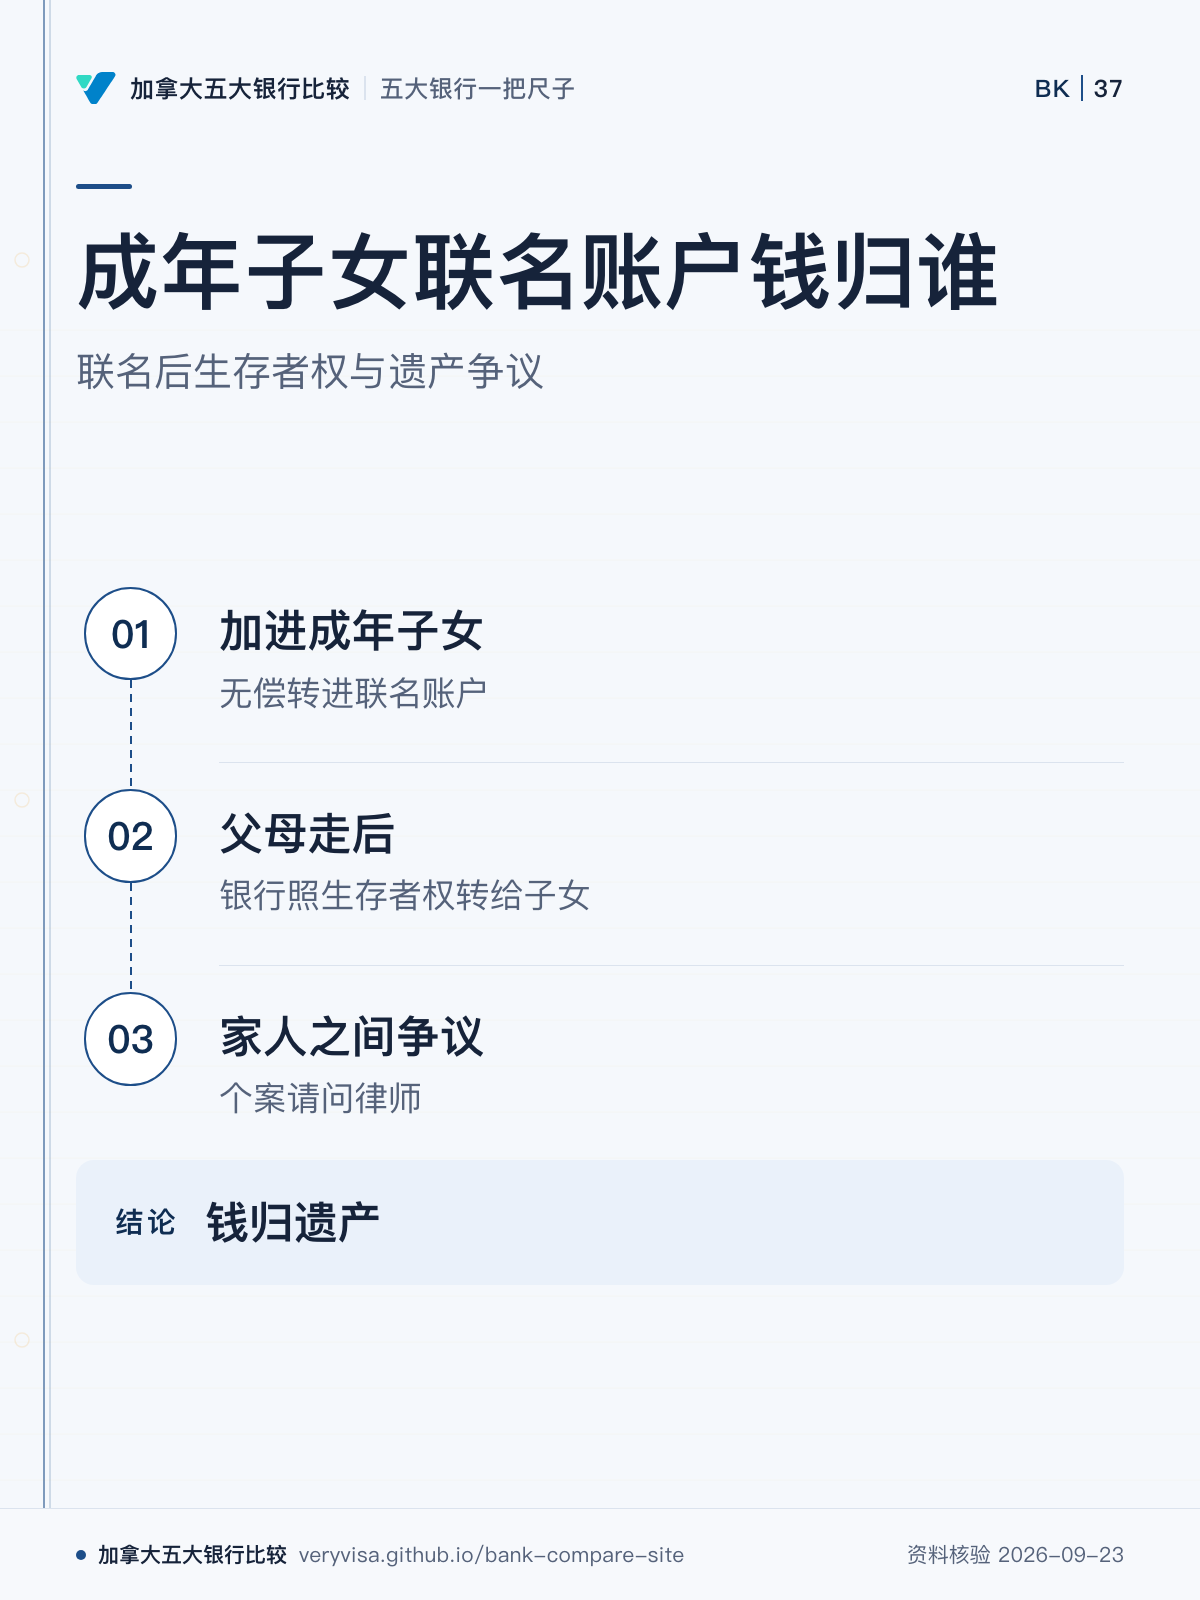 加拿大五大银行比较 五大银行一把尺子 BK 37
成年子女联名账户钱归谁
联名后生存者权与遗产争议
01 加进成年子女
无偿转进联名账户
02 父母走后
银行照生存者权转给子女
03 家人之间争议
个案请问律师
结论 钱归遗产
加拿大五大银行比较 veryvisa.github.io/bank-compare-site 资料核验 2026-09-23